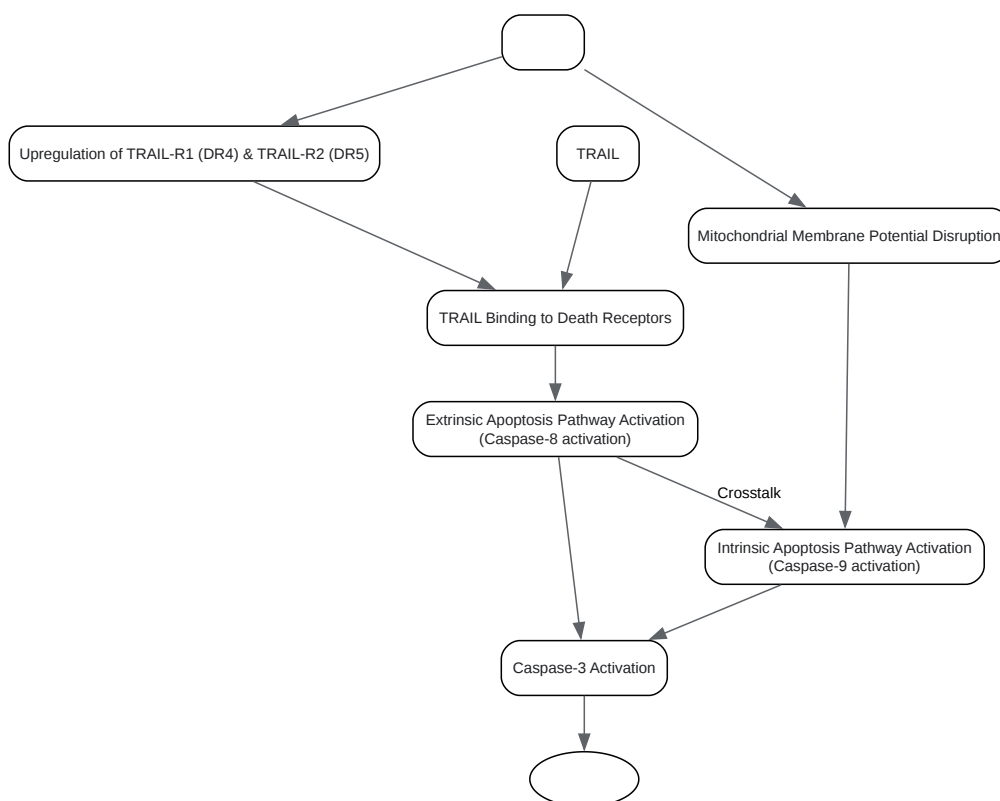 Upregulation of TRAIL-R1 (DR4) & TRAIL-R2 (DR5)
TRAIL
Mitochondrial Membrane Potential Disruption
TRAIL Binding to Death Receptors
Extrinsic Apoptosis Pathway Activation
(Caspase-8 activation)
Crosstalk
Intrinsic Apoptosis Pathway Activation
(Caspase-9 activation)
Caspase-3 Activation